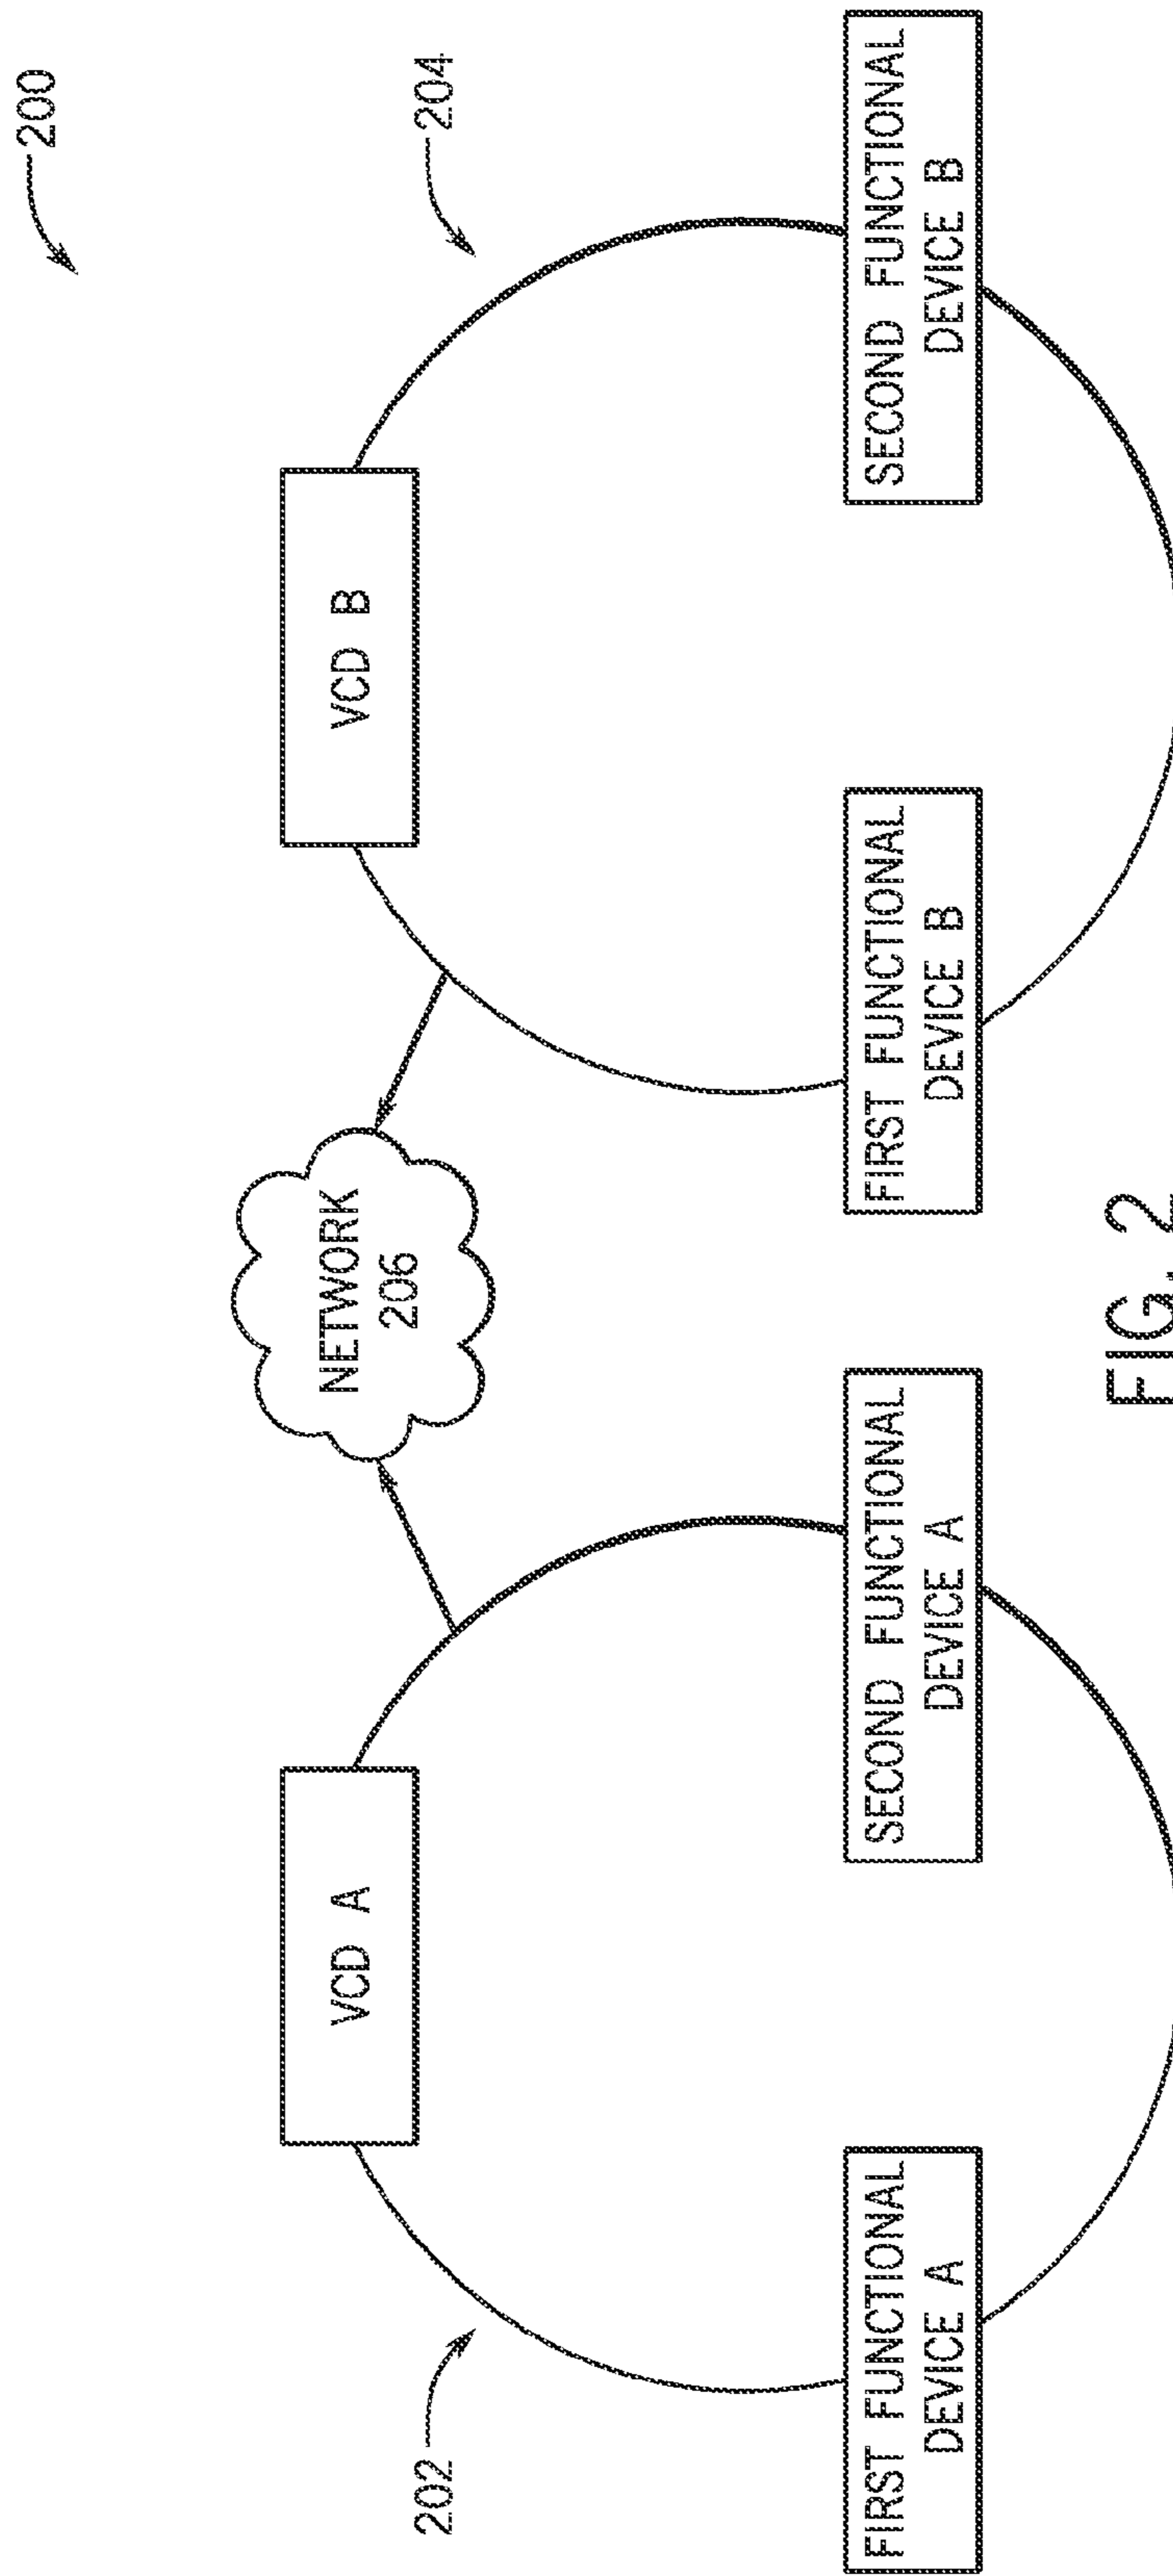 200
204
202
NETWORK
206
VCD A
VCD B
FIRST FUNCTIONAL
DEVICE A
SECOND FUNCTIONAL
DEVICE A
FIRST FUNCTIONAL
DEVICE B
SECOND FUNCTIONAL
DEVICE B
FIG. 2